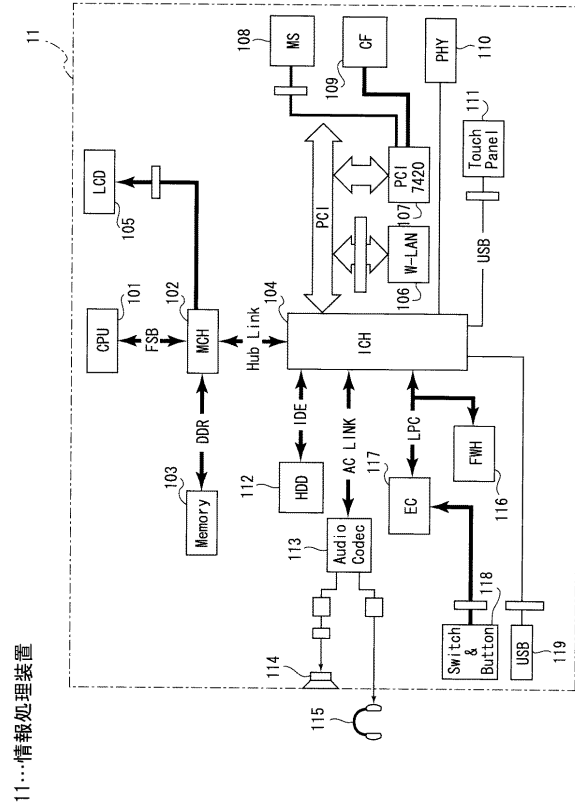 11…情報処理装置
11
CPU
101
FSB
LCD
105
MCH
102
DDR
Memory
103
Hub Link
ICH
104
PCI
MS
108
CF
109
PCI
7420
107
W-LAN
106
PHY
110
Touch
Panel
111
USB
IDE
HDD
112
AC LINK
Audio
Codec
113
114
115
LPC
EC
117
FWH
116
Switch
&
Button
118
USB
119